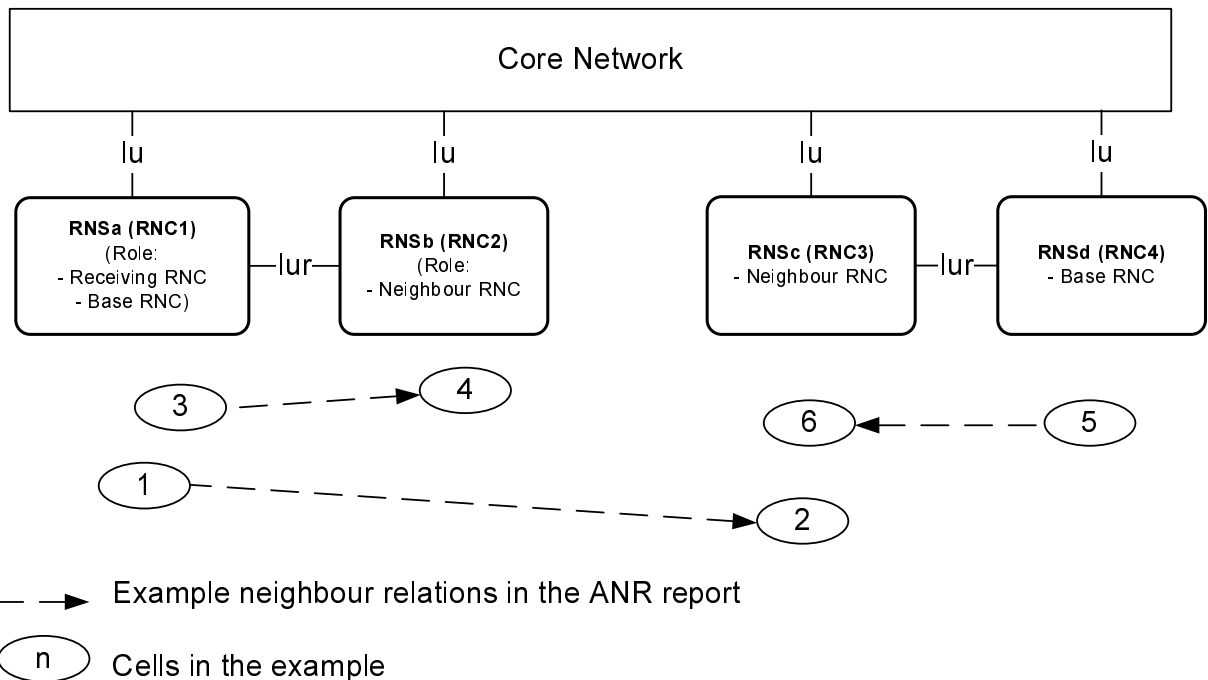 Core Network
Iu
Iu
Iu
Iu
RNSa (RNC1)
(Role:
- Receiving RNC
- Base RNC)
Iur
RNSb (RNC2)
(Role:
- Neighbour RNC
RNSc (RNC3)
- Neighbour RNC
Iur
RNSd (RNC4)
- Base RNC
3
4
6
5
1
2
Example neighbour relations in the ANR report
n
Cells in the example